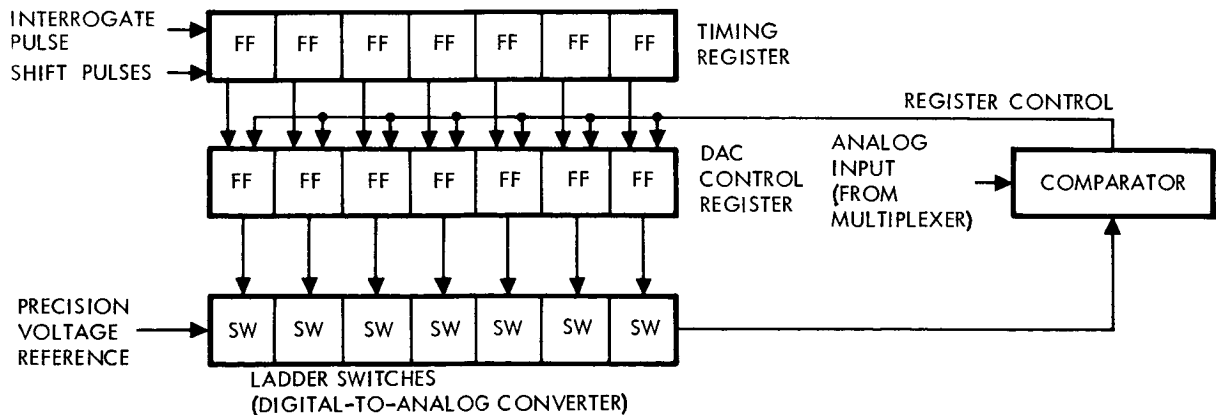 INTERROGATE
PULSE
SHIFT PULSES
FF FF FF FF FF FF FF
TIMING
REGISTER
REGISTER CONTROL
FF FF FF FF FF FF FF
DAC
CONTROL
REGISTER
ANALOG
INPUT
(FROM
MULTIPLEXER)
COMPARATOR
PRECISION
VOLTAGE
REFERENCE
SW SW SW SW SW SW SW
LADDER SWITCHES
(DIGITAL-TO-ANALOG CONVERTER)